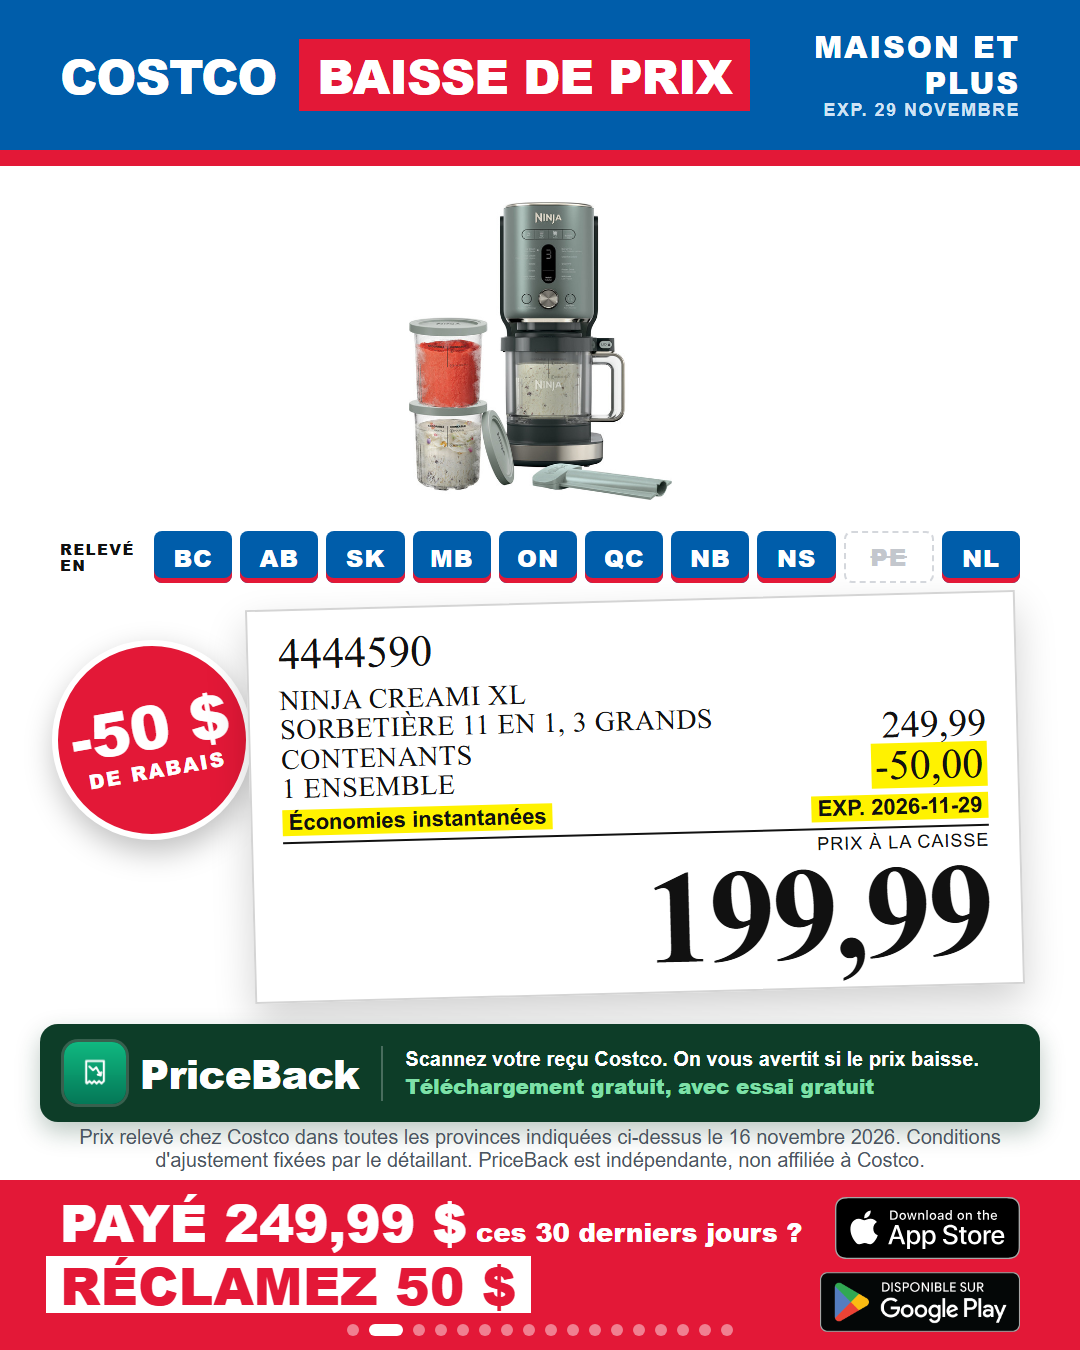 COSTCO BAISSE DE PRIX
MAISON ET
PLUS
EXP. 29 NOVEMBRE
NINJA
3
NINJA
RELEVÉ
EN
BC AB SK MB ON QC NB NS PE NL
-50 $
DE RABAIS
4444590
NINJA CREAMI XL
SORBETIÈRE 11 EN 1, 3 GRANDS
CONTENANTS
1 ENSEMBLE
249,99
-50,00
Économies instantanées
EXP. 2026-11-29
PRIX À LA CAISSE
199,99
PriceBack
Scannez votre reçu Costco. On vous avertit si le prix baisse.
Téléchargement gratuit, avec essai gratuit
Prix relevé chez Costco dans toutes les provinces indiquées ci-dessus le 16 novembre 2026. Conditions
d'ajustement fixées par le détaillant. PriceBack est indépendante, non affiliée à Costco.
PAYÉ 249,99 $ ces 30 derniers jours ?
RÉCLAMEZ 50 $
Download on the
App Store
DISPONIBLE SUR
Google Play